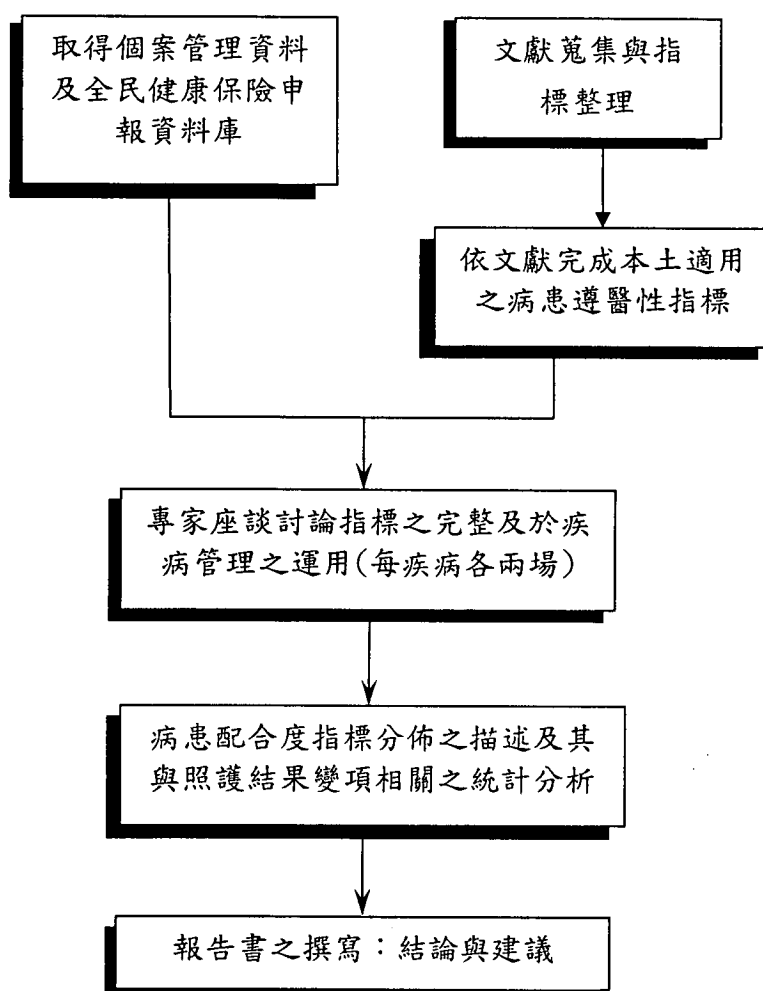 取得個案管理資料
及全民健康保險申
報資料庫
文獻蒐集與指
標整理
依文獻完成本土適用
之病患遵醫性指標
專家座談討論指標之完整及於疾
病管理之運用(每疾病各兩場)
病患配合度指標分佈之描述及其
與照護結果變項相關之統計分析
報告書之撰寫：結論與建議